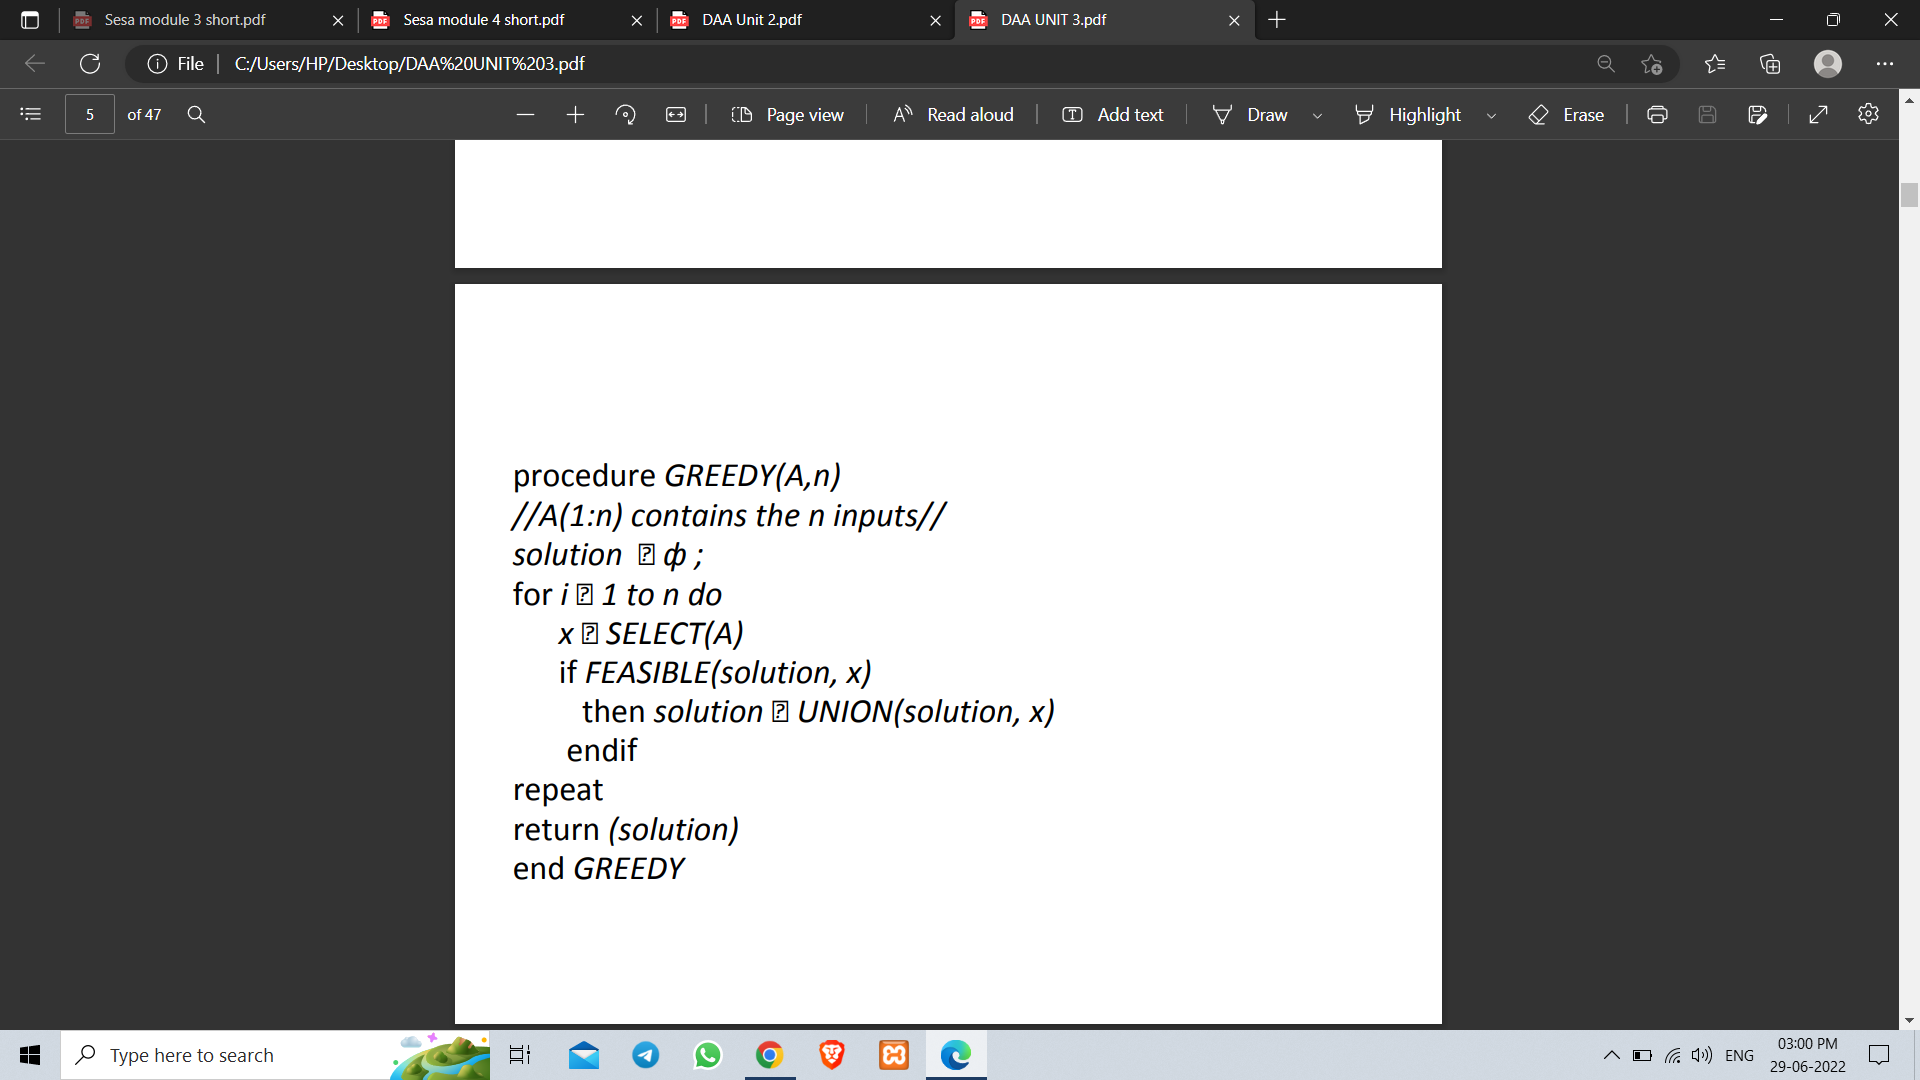 Sesa module 3 short.pdf
Sesa module 4 short.pdf
DAA Unit 2.pdf
DAA UNIT 3.pdf
File
C:/Users/HP/Desktop/DAA%20UNIT%203.pdf
5 of 47
Page view
Read aloud
Add text
Draw
Highlight
Erase
procedure GREEDY(A,n)
//A(1:n) contains the n inputs//
solution ⍰ ф ;
for i ⍰ 1 to n do
x ⍰ SELECT(A)
if FEASIBLE(solution, x)
then solution ⍰ UNION(solution, x)
endif
repeat
return (solution)
end GREEDY
Type here to search
ENG
03:00 PM
29-06-2022